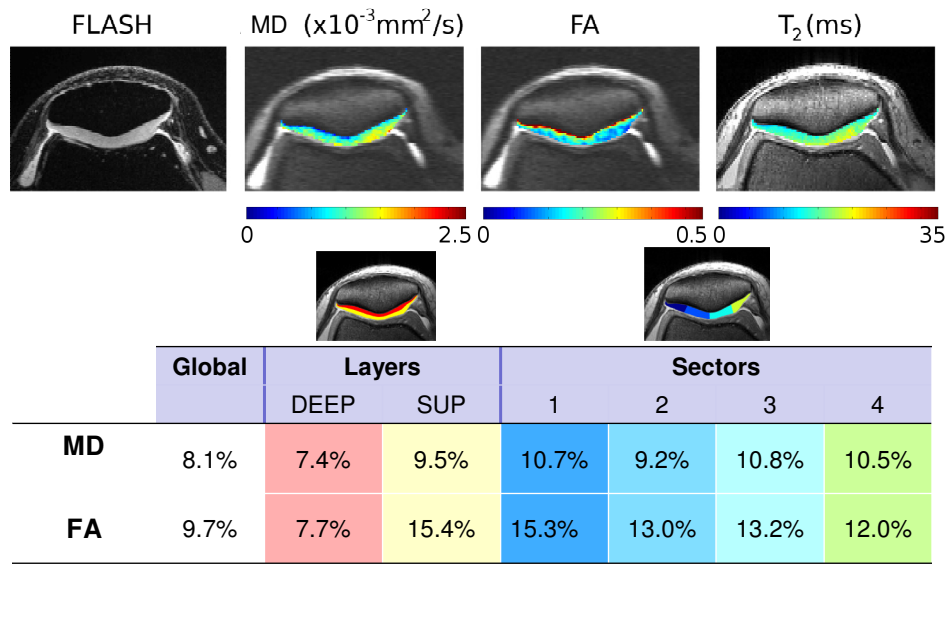 FLASH
MD (x10⁻³mm²/s)
FA
T₂(ms)
0 2.5
0 0.5
0 35
Global Layers Sectors
DEEP SUP 1 2 3 4
MD 8.1% 7.4% 9.5% 10.7% 9.2% 10.8% 10.5%
FA 9.7% 7.7% 15.4% 15.3% 13.0% 13.2% 12.0%